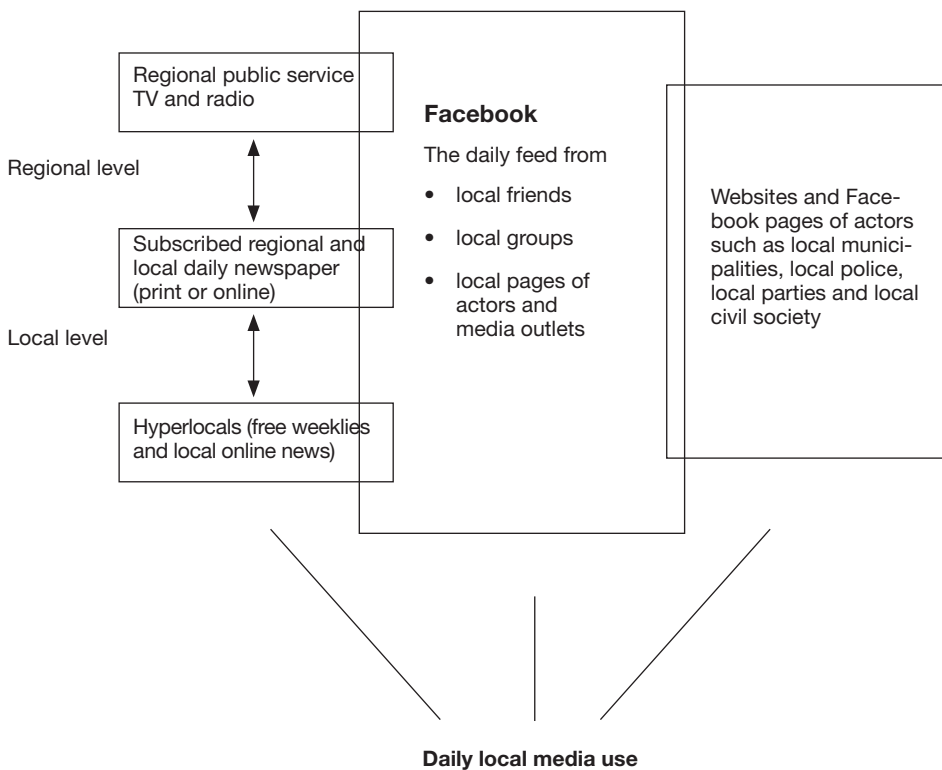 Regional public service
TV and radio
Regional level
Subscribed regional and
local daily newspaper
(print or online)
Local level
Hyperlocals (free weeklies
and local online news)
Facebook
The daily feed from
• local friends
• local groups
• local pages of
actors and
media outlets
Websites and Face-
book pages of actors
such as local munici-
palities, local police,
local parties and local
civil society
Daily local media use